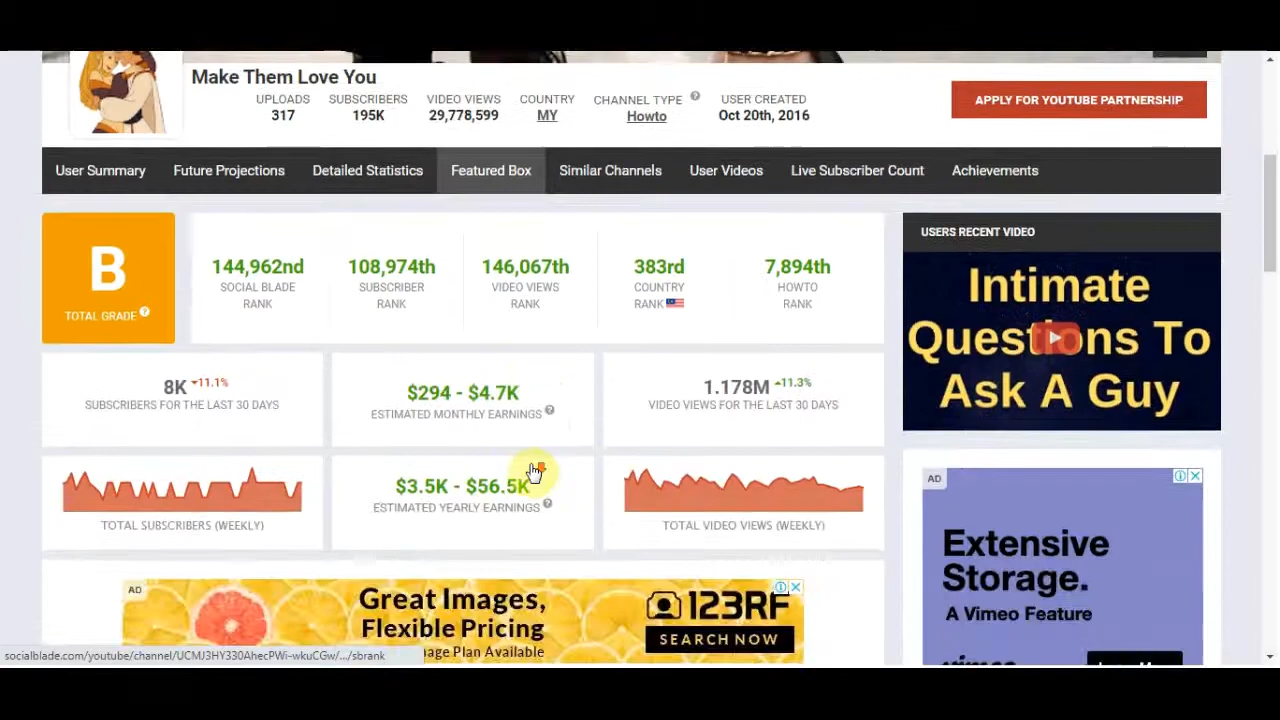 Make Them Love You
UPLOADS
317
SUBSCRIBERS
195K
VIDEO VIEWS
29,778,599
COUNTRY
MY
CHANNEL TYPE ?
Howto
USER CREATED
Oct 20th, 2016
APPLY FOR YOUTUBE PARTNERSHIP
User Summary
Future Projections
Detailed Statistics
Featured Box
Similar Channels
User Videos
Live Subscriber Count
Achievements
B
TOTAL GRADE ?
144,962nd
SOCIAL BLADE
RANK
108,974th
SUBSCRIBER
RANK
146,067th
VIDEO VIEWS
RANK
383rd
COUNTRY
RANK
7,894th
HOWTO
RANK
USERS RECENT VIDEO
Intimate
Questions To
Ask A Guy
8K 11.1%
SUBSCRIBERS FOR THE LAST 30 DAYS
$294 - $4.7K
ESTIMATED MONTHLY EARNINGS ?
1.178M 11.3%
VIDEO VIEWS FOR THE LAST 30 DAYS
TOTAL SUBSCRIBERS (WEEKLY)
$3.5K - $56.5K
ESTIMATED YEARLY EARNINGS ?
TOTAL VIDEO VIEWS (WEEKLY)
AD
Extensive
Storage.
A Vimeo Feature
vimeo
AD
Great Images,
Flexible Pricing
Plan Available
123RF
SEARCH NOW
socialblade.com/youtube/channel/UCMJ3HY330AhecPWi-wkuCGw/.../sbrank